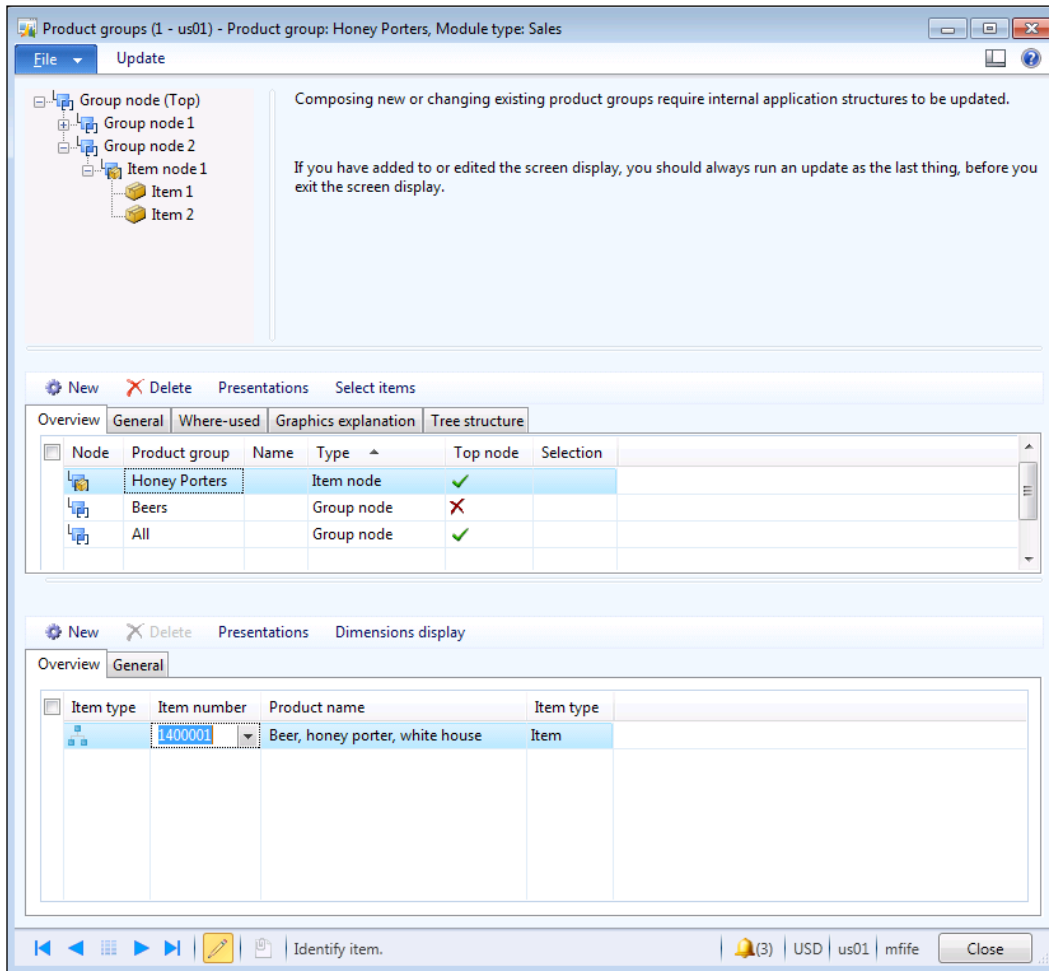 Product groups (1 - us01) - Product group: Honey Porters, Module type: Sales
File Update
Group node (Top)
Group node 1
Group node 2
Item node 1
Item 1
Item 2
Composing new or changing existing product groups require internal application structures to be updated.
If you have added to or edited the screen display, you should always run an update as the last thing, before you
exit the screen display.
New Delete Presentations Select items
Overview General Where-used Graphics explanation Tree structure
Node Product group Name Type Top node Selection
Honey Porters Item node
Beers Group node
All Group node
New Delete Presentations Dimensions display
Overview General
Item type Item number Product name Item type
1400001 Beer, honey porter, white house Item
Identify item. (3) USD us01 mfife Close